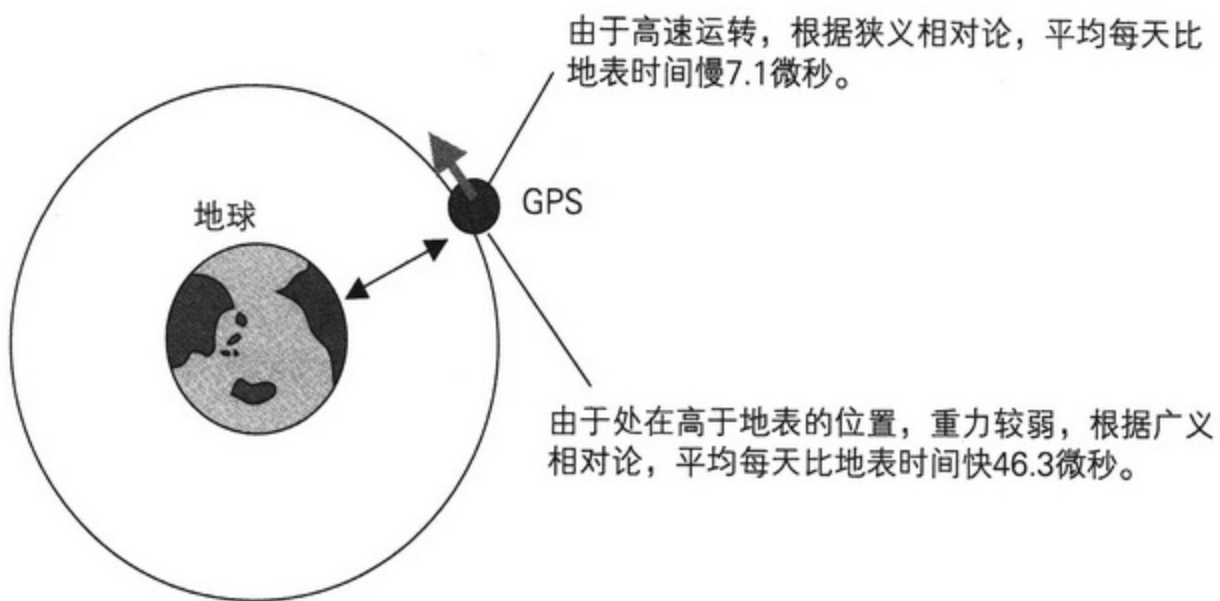 由于高速运转，根据狭义相对论，平均每天比
地表时间慢7.1微秒。
GPS
地球
由于处在高于地表的位置，重力较弱，根据广义
相对论，平均每天比地表时间快46.3微秒。